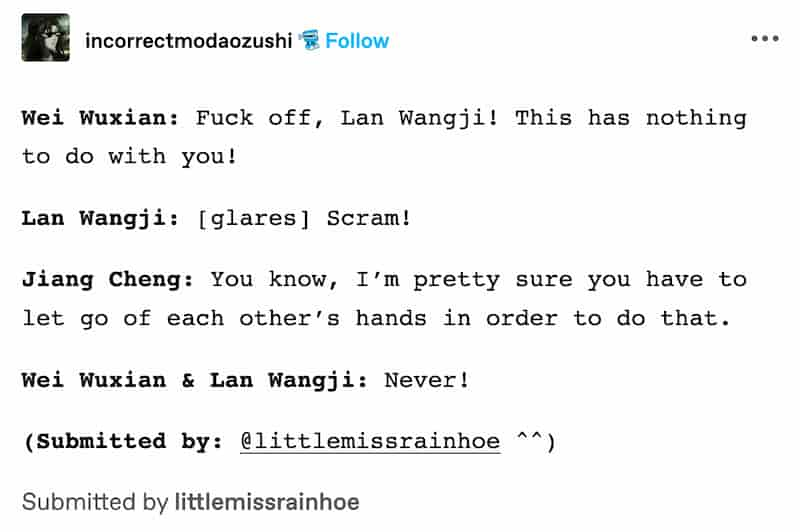 incorrectmodaozushi Follow
Wei Wuxian: Fuck off, Lan Wangji! This has nothing
to do with you!
Lan Wangji: [glares] Scram!
Jiang Cheng: You know, I’m pretty sure you have to
let go of each other’s hands in order to do that.
Wei Wuxian & Lan Wangji: Never!
(Submitted by: @littlemissrainhoe ^^)
Submitted by littlemissrainhoe